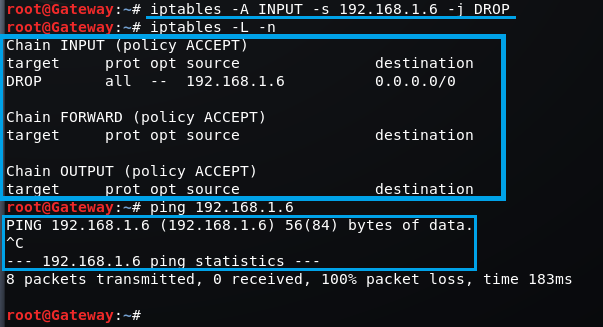 root@Gateway:~# iptables -A INPUT -s 192.168.1.6 -j DROP
root@Gateway:~# iptables -L -n
Chain INPUT (policy ACCEPT)
target     prot opt source               destination
DROP       all  --  192.168.1.6          0.0.0.0/0

Chain FORWARD (policy ACCEPT)
target     prot opt source               destination

Chain OUTPUT (policy ACCEPT)
target     prot opt source               destination
root@Gateway:~# ping 192.168.1.6
PING 192.168.1.6 (192.168.1.6) 56(84) bytes of data.
^C
--- 192.168.1.6 ping statistics ---
8 packets transmitted, 0 received, 100% packet loss, time 183ms

root@Gateway:~#